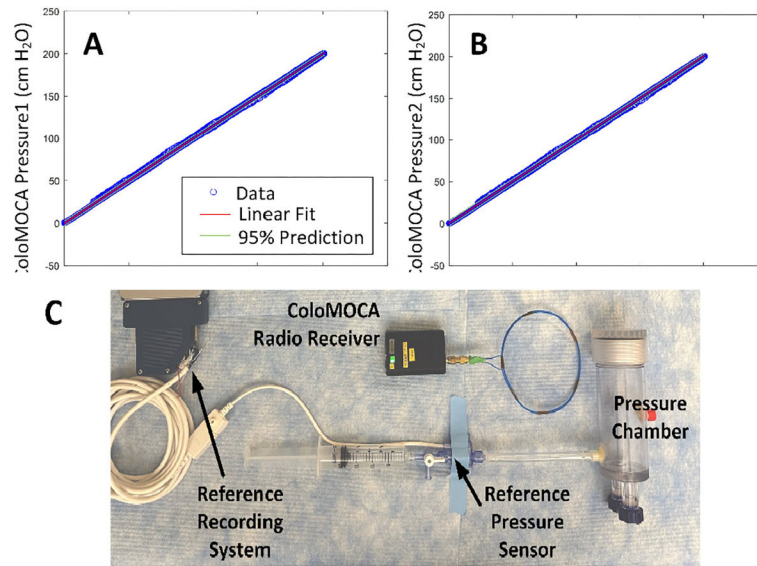 A
ColoMOCA Pressure1 (cm H₂O)
250
200
150
100
50
0
-50
Data
Linear Fit
95% Prediction
B
ColoMOCA Pressure2 (cm H₂O)
250
200
150
100
50
0
-50
C
ColoMOCA
Radio Receiver
Pressure
Chamber
Reference
Recording
System
Reference
Pressure
Sensor